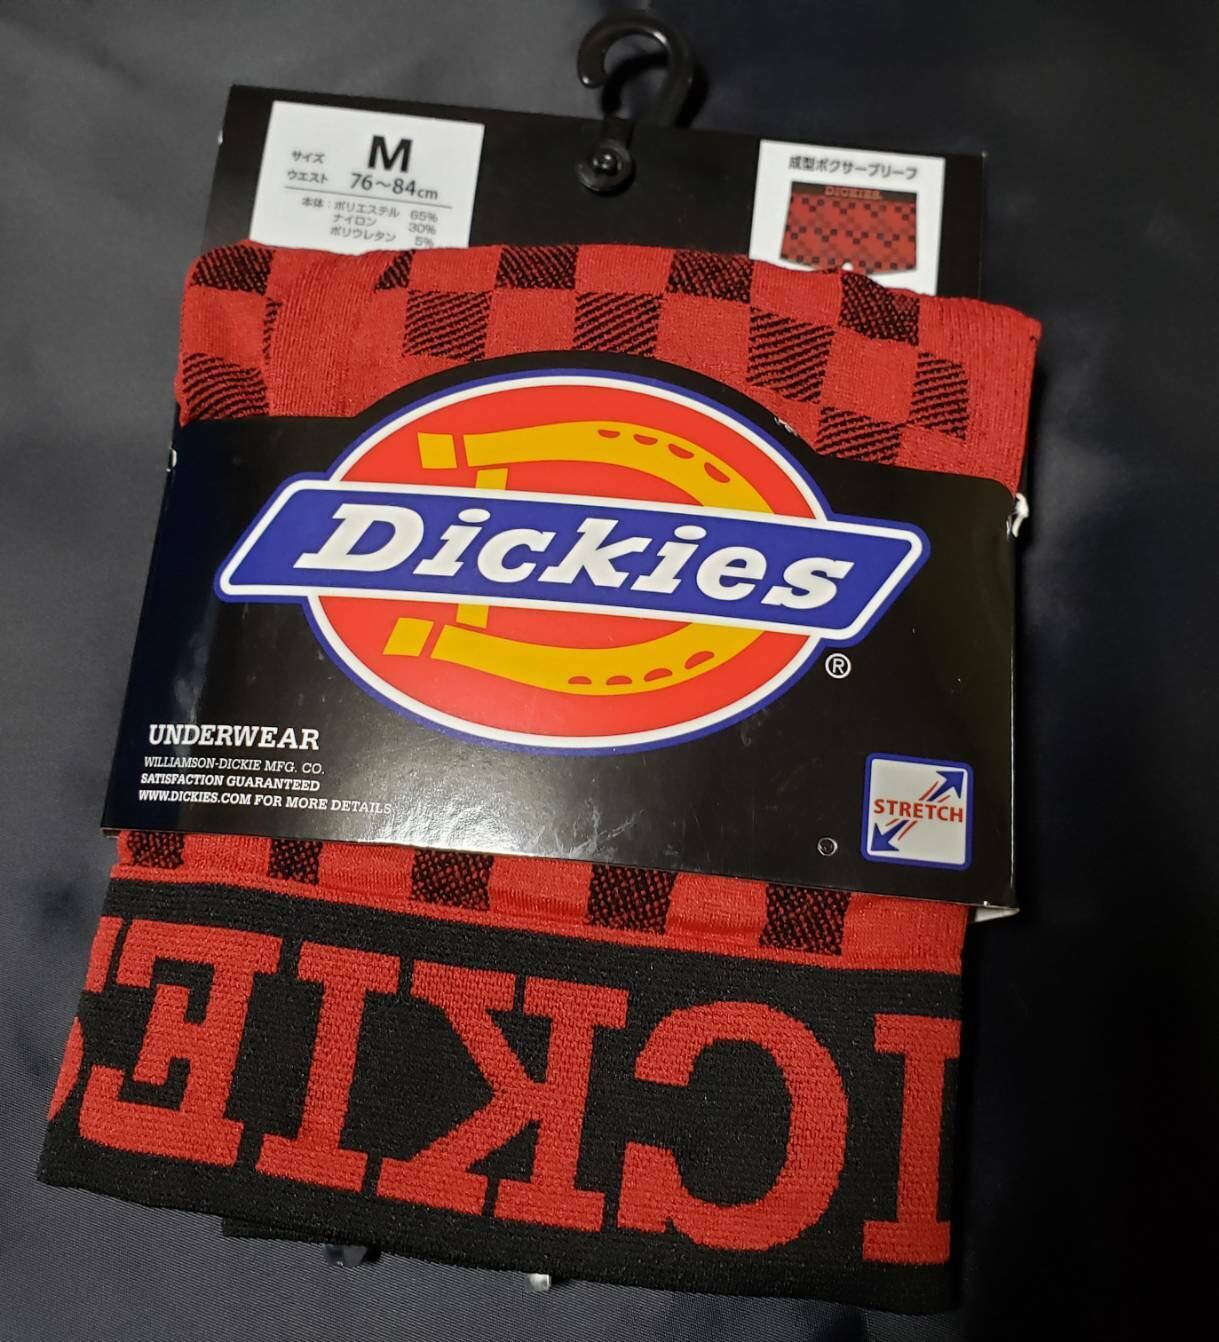 サイズ M
ウエスト 76～84cm
本体：ポリエステル 65%
ナイロン 30%
ポリウレタン 5%
成型ボクサーブリーフ
DICKIES
Dickies
®
UNDERWEAR
WILLIAMSON-DICKIE MFG. CO.
SATISFACTION GUARANTEED
WWW.DICKIES.COM FOR MORE DETAILS
STRETCH
ICKIES